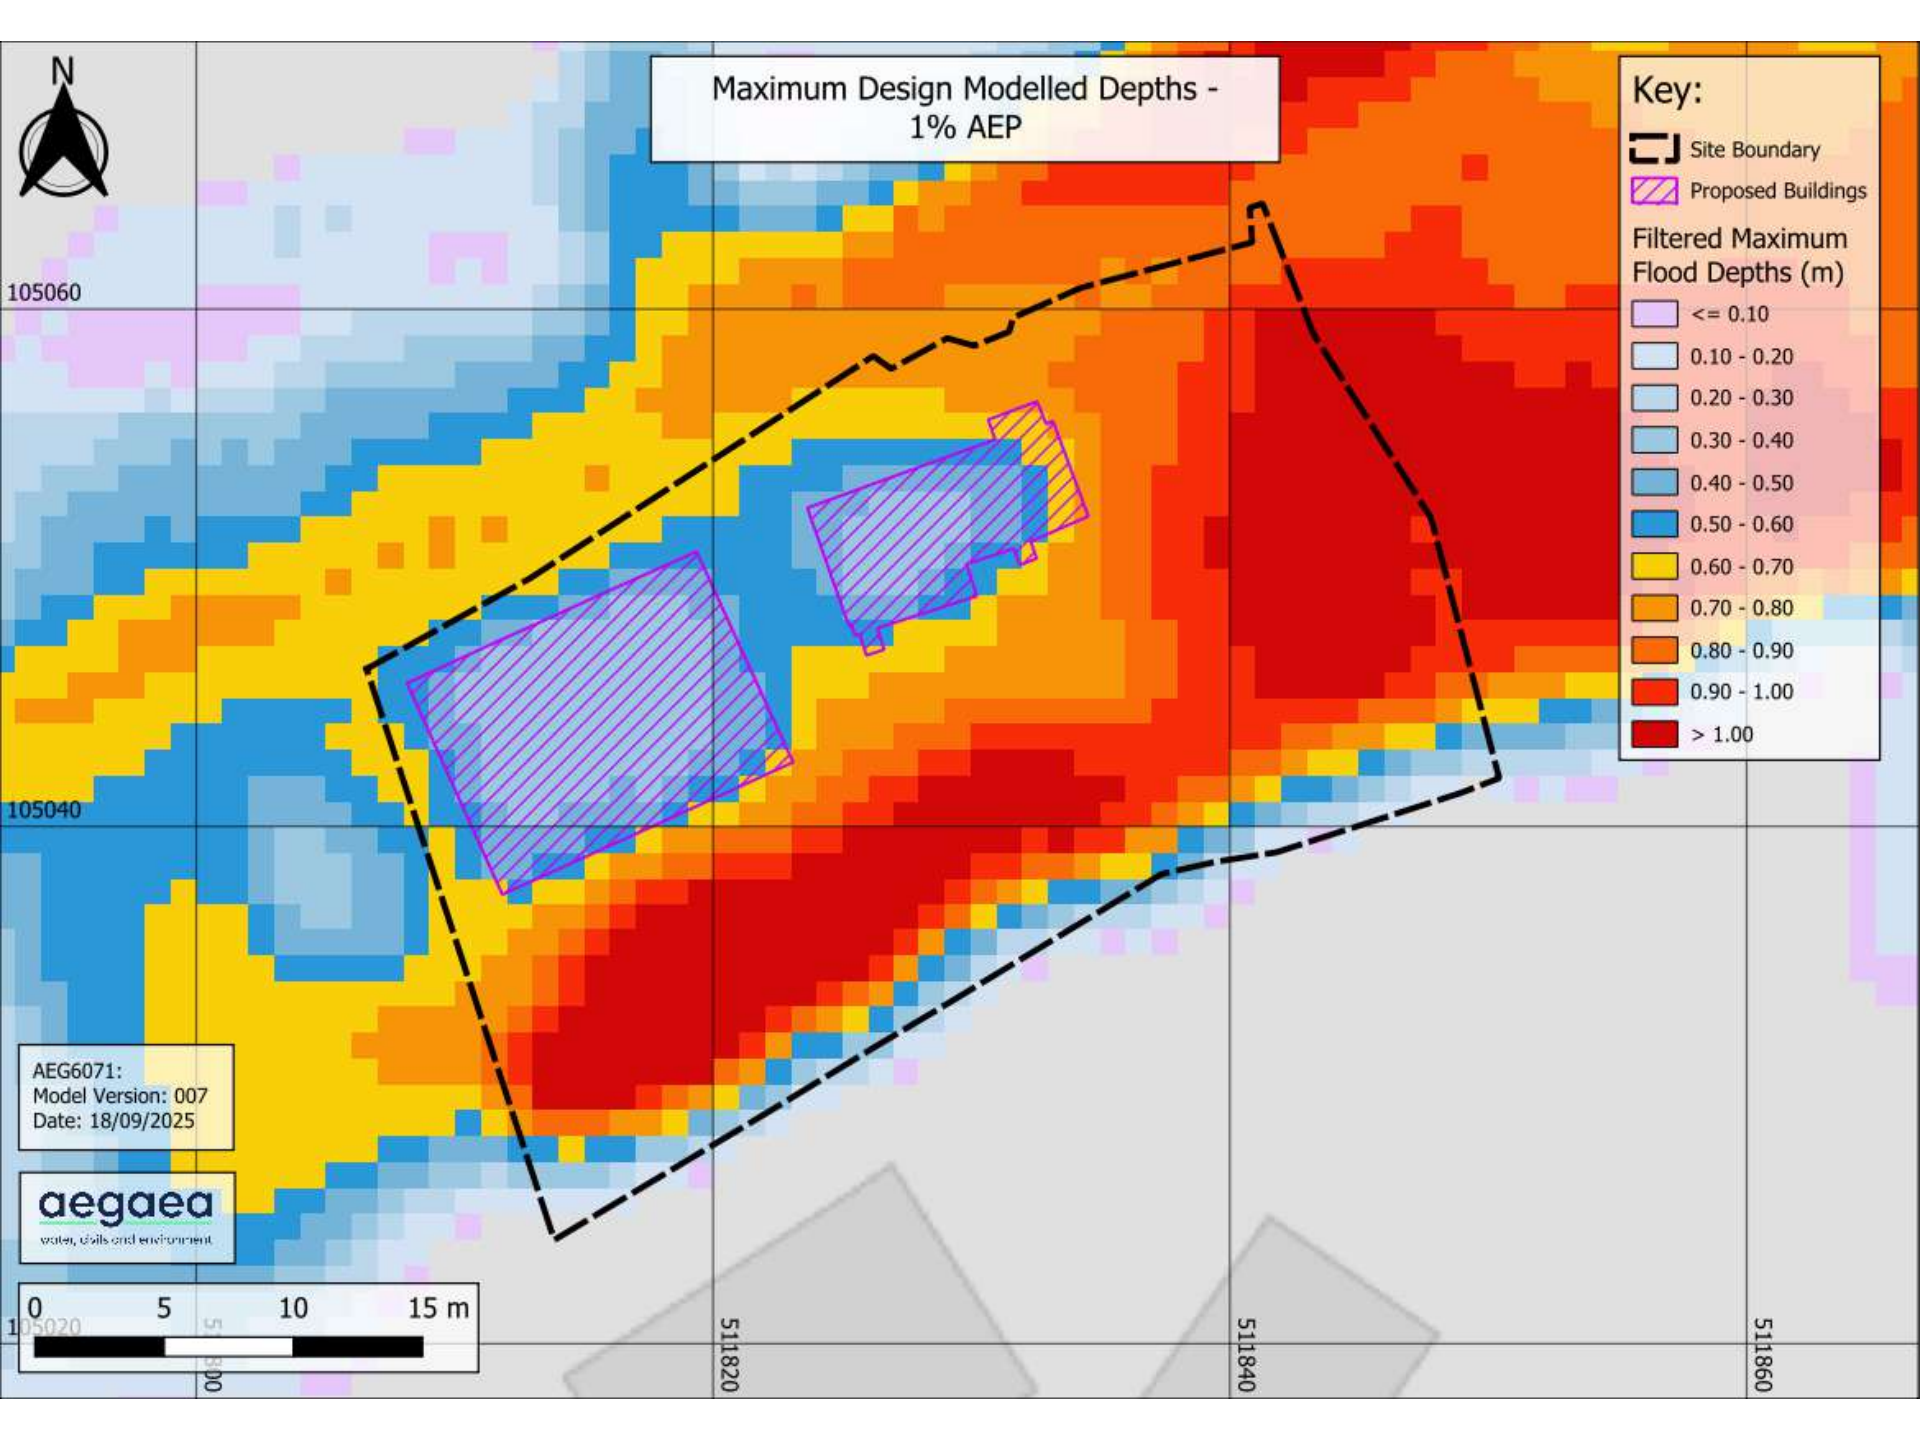 N
Maximum Design Modelled Depths -
1% AEP
Key:
Site Boundary
Proposed Buildings
Filtered Maximum
Flood Depths (m)
<= 0.10
0.10 - 0.20
0.20 - 0.30
0.30 - 0.40
0.40 - 0.50
0.50 - 0.60
0.60 - 0.70
0.70 - 0.80
0.80 - 0.90
0.90 - 1.00
> 1.00
105060
105040
AEG6071:
Model Version: 007
Date: 18/09/2025
aegaea
water, civils and environment
0 5 10 15 m
105020
511800
511820
511840
511860